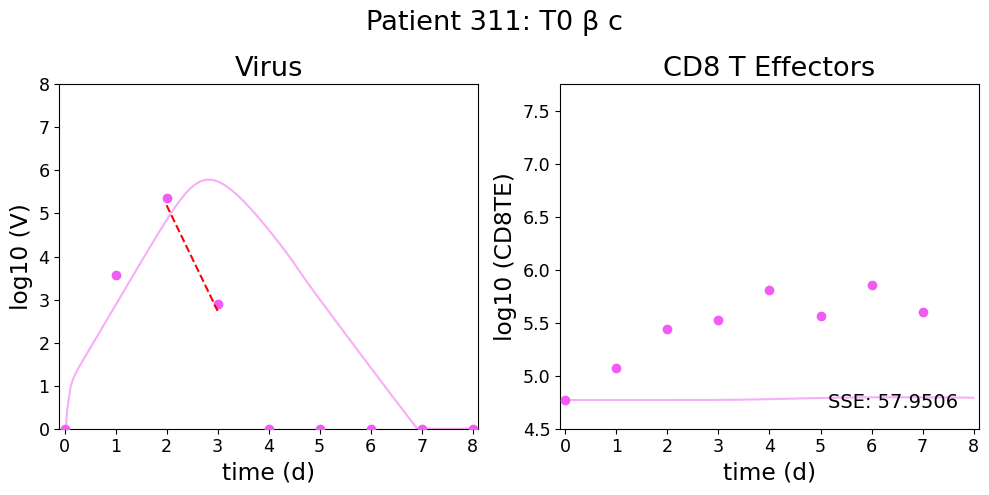 Patient 311: T0 β c
Virus
CD8 T Effectors
log10 (V)
8
7
6
5
4
3
2
1
0
0 1 2 3 4 5 6 7 8
time (d)
log10 (CD8TE)
7.5
7.0
6.5
6.0
5.5
5.0
4.5
SSE: 57.9506
0 1 2 3 4 5 6 7 8
time (d)